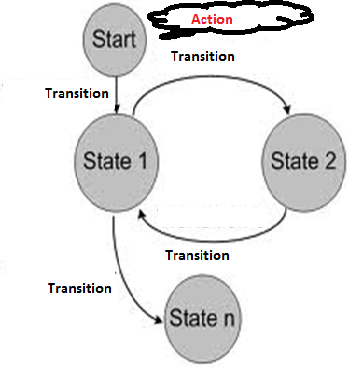 Action
Start
Transition
Transition
State 1
State 2
Transition
Transition
State n